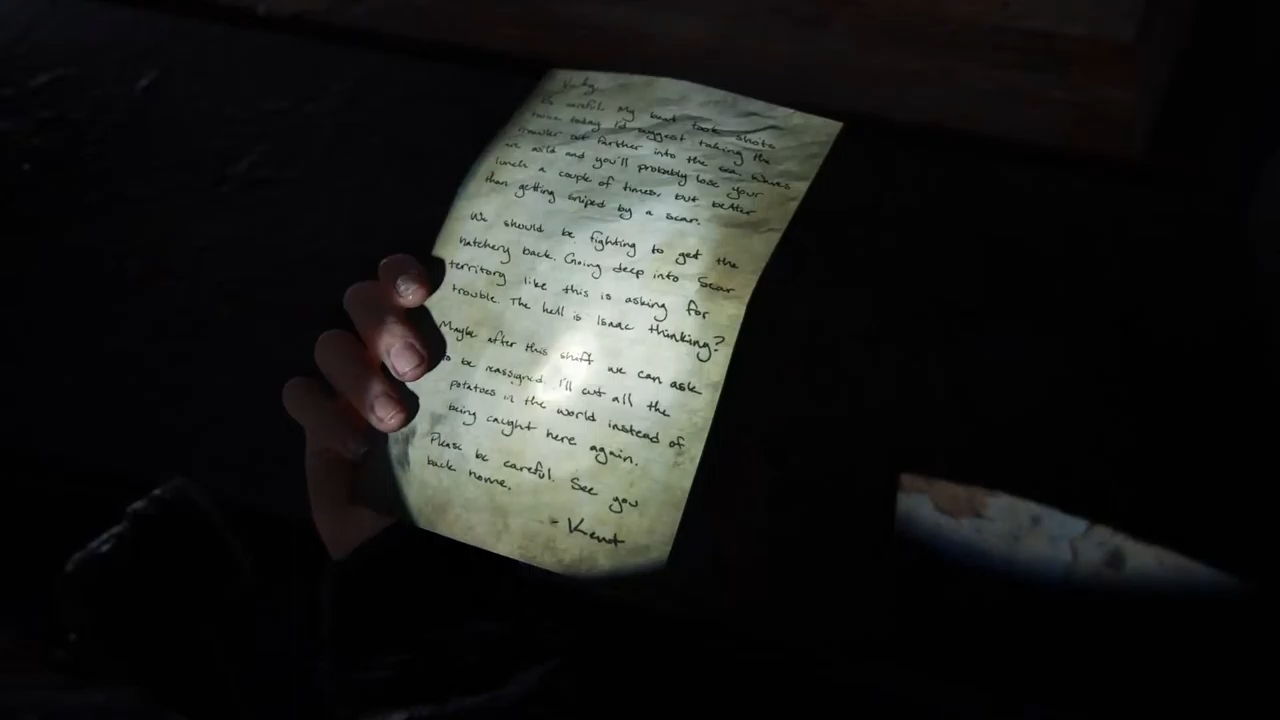 Vicky,
Be careful. My boat took shots
twice today. I'd suggest taking the
crawler out farther into the sea. Waves
are wild and you'll probably lose your
lunch a couple of times, but better
than getting sniped by a scar.
We should be fighting to get the
hatchery back. Going deep into Scar
territory like this is asking for
trouble. The hell is Isaac thinking?
Maybe after this shift we can ask
to be reassigned. I'll cut all the
potatoes in the world instead of
being caught here again.
Please be careful. See you
back home.
- Kent